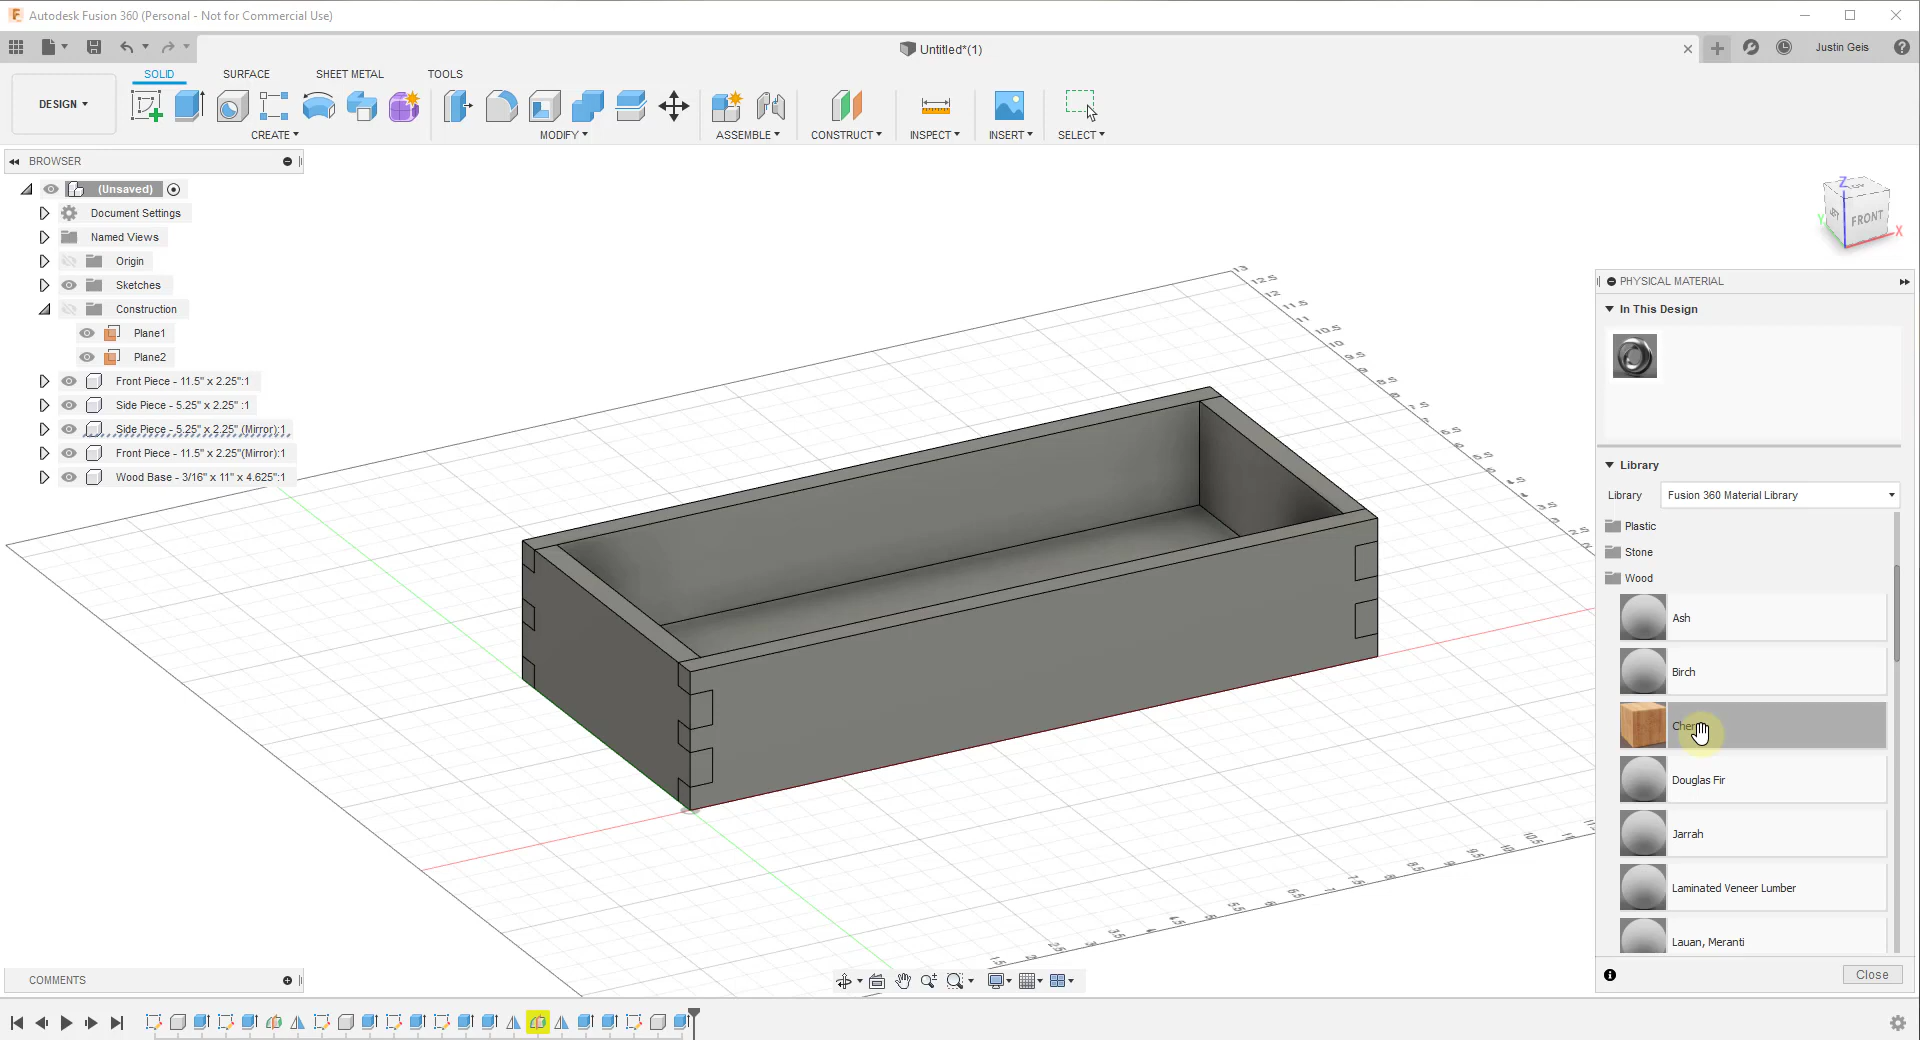 Autodesk Fusion 360 (Personal - Not for Commercial Use)
Untitled*(1)
Justin Geis
SOLID
SURFACE
SHEET METAL
TOOLS
DESIGN
CREATE
MODIFY
ASSEMBLE
CONSTRUCT
INSPECT
INSERT
SELECT
BROWSER
(Unsaved)
Document Settings
Named Views
Origin
Sketches
Construction
Plane1
Plane2
Front Piece - 11.5" x 2.25":1
Side Piece - 5.25" x 2.25" :1
Side Piece - 5.25" x 2.25" (Mirror):1
Front Piece - 11.5" x 2.25"(Mirror):1
Wood Base - 3/16" x 11" x 4.625":1
Z
FRONT
X
Y
PHYSICAL MATERIAL
In This Design
Library
Library
Fusion 360 Material Library
Plastic
Stone
Wood
Ash
Birch
Douglas Fir
Jarrah
Laminated Veneer Lumber
Lauan, Meranti
Close
COMMENTS